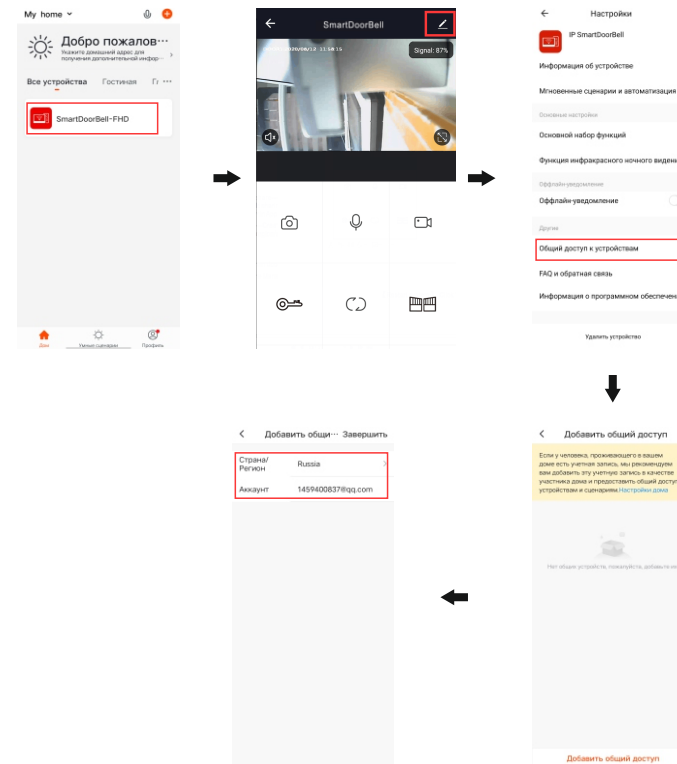 My home
Добро пожалов···
Укажите домашний адрес для
получения дополнительной инфор···
Все устройства Гостиная Га ···
SmartDoorBell-FHD
Дом Умные сценарии Профиль
SmartDoorBell
Signal: 87%
Настройки
IP SmartDoorBell
Информация об устройстве
Мгновенные сценарии и автоматизация
Основные настройки
Основной набор функций
Функция инфракрасного ночного видени
Оффлайн-уведомление
Оффлайн-уведомление
Другие
Общий доступ к устройствам
FAQ и обратная связь
Информация о программном обеспечен
Удалить устройство
Добавить общи··· Завершить
Страна/
Регион
Russia
Аккаунт 1459400837@qq.com
Добавить общий доступ
Если у человека, проживающего в вашем
доме есть учетная запись, мы рекомендуем
вам добавить эту учетную запись в качестве
участника дома и предоставить общий доступ
устройствам и сценариям.Настройки дома
Нет общих устройств, пожалуйста, добавьте их
Добавить общий доступ